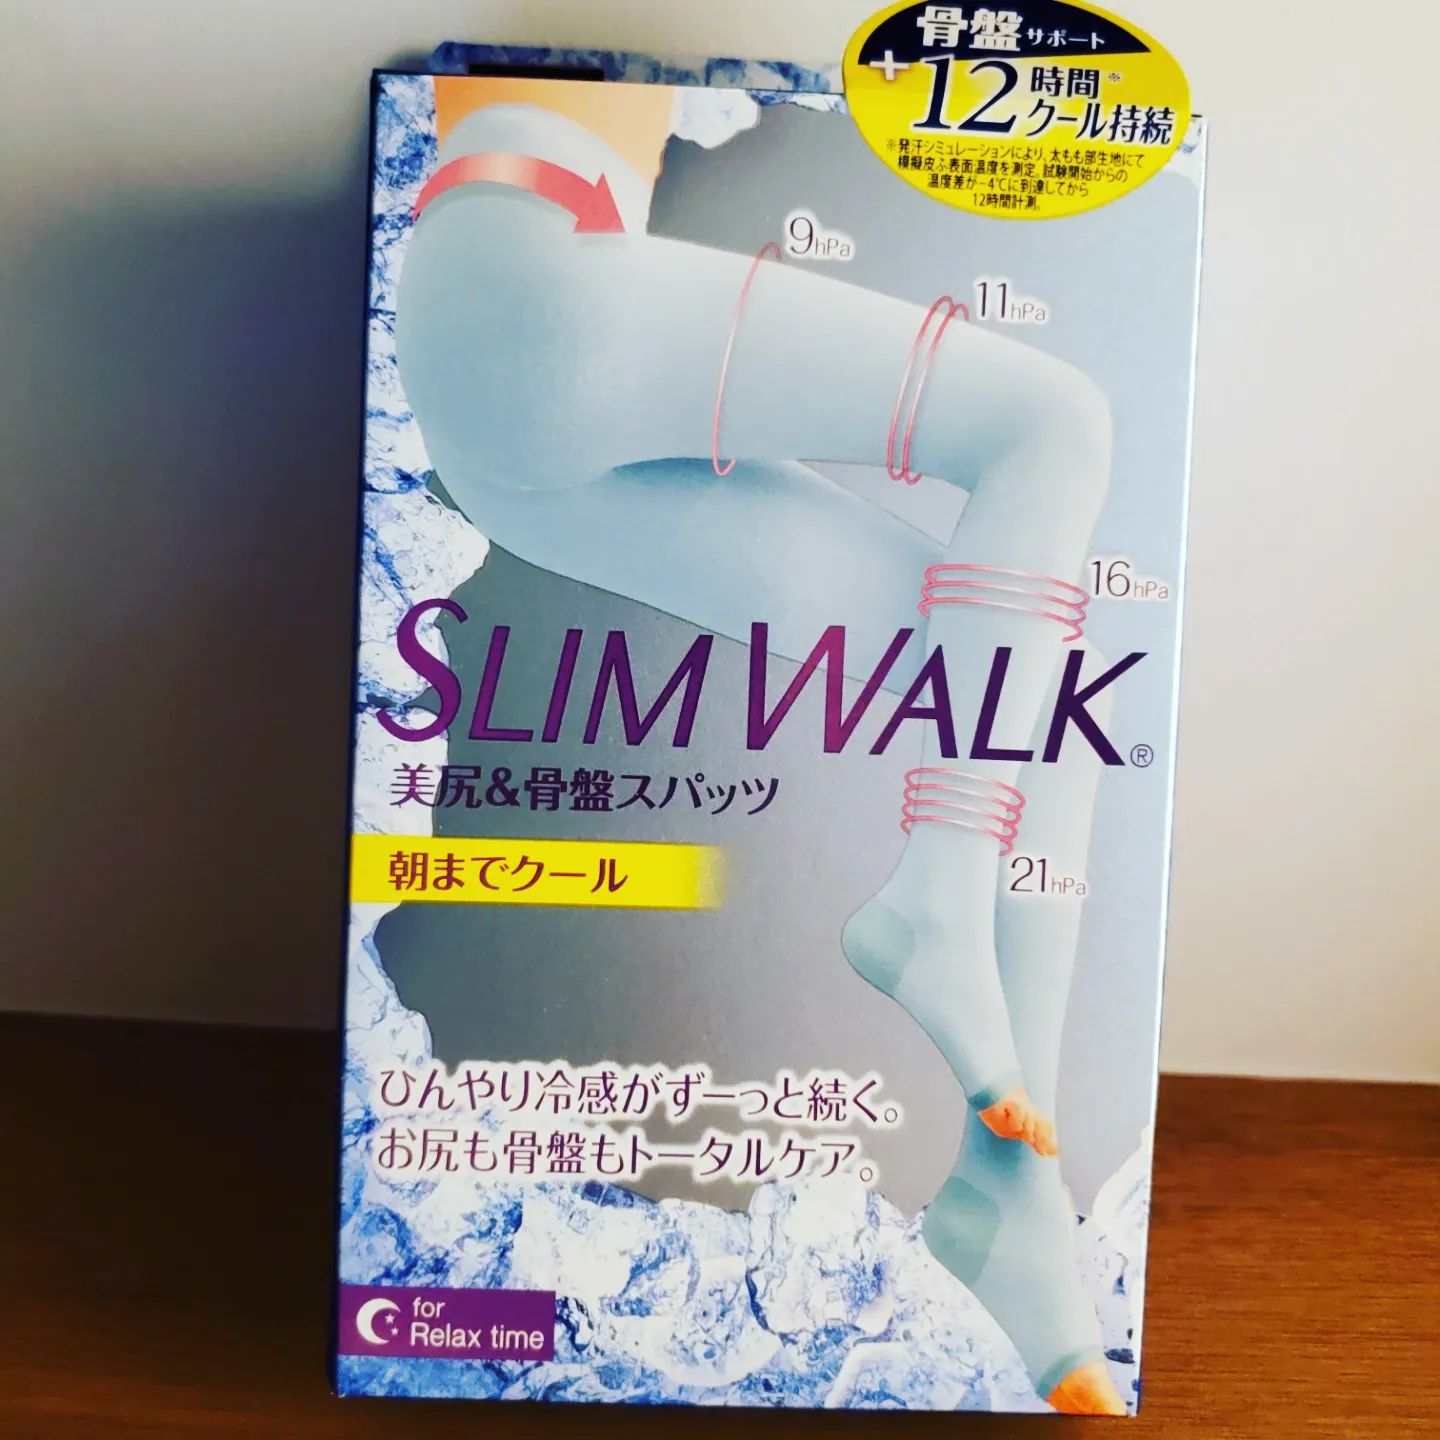 骨盤サポート
+12時間※
クール持続
※発汗シミュレーションにより、太もも部生地にて
模擬皮ふ表面温度を測定。試験開始からの
温度差が-4℃に到達してから
12時間計測。
9hPa
11hPa
16hPa
SLIM WALK®
美尻&骨盤スパッツ
朝までクール
21hPa
ひんやり冷感がずーっと続く。
お尻も骨盤もトータルケア。
for
Relax time